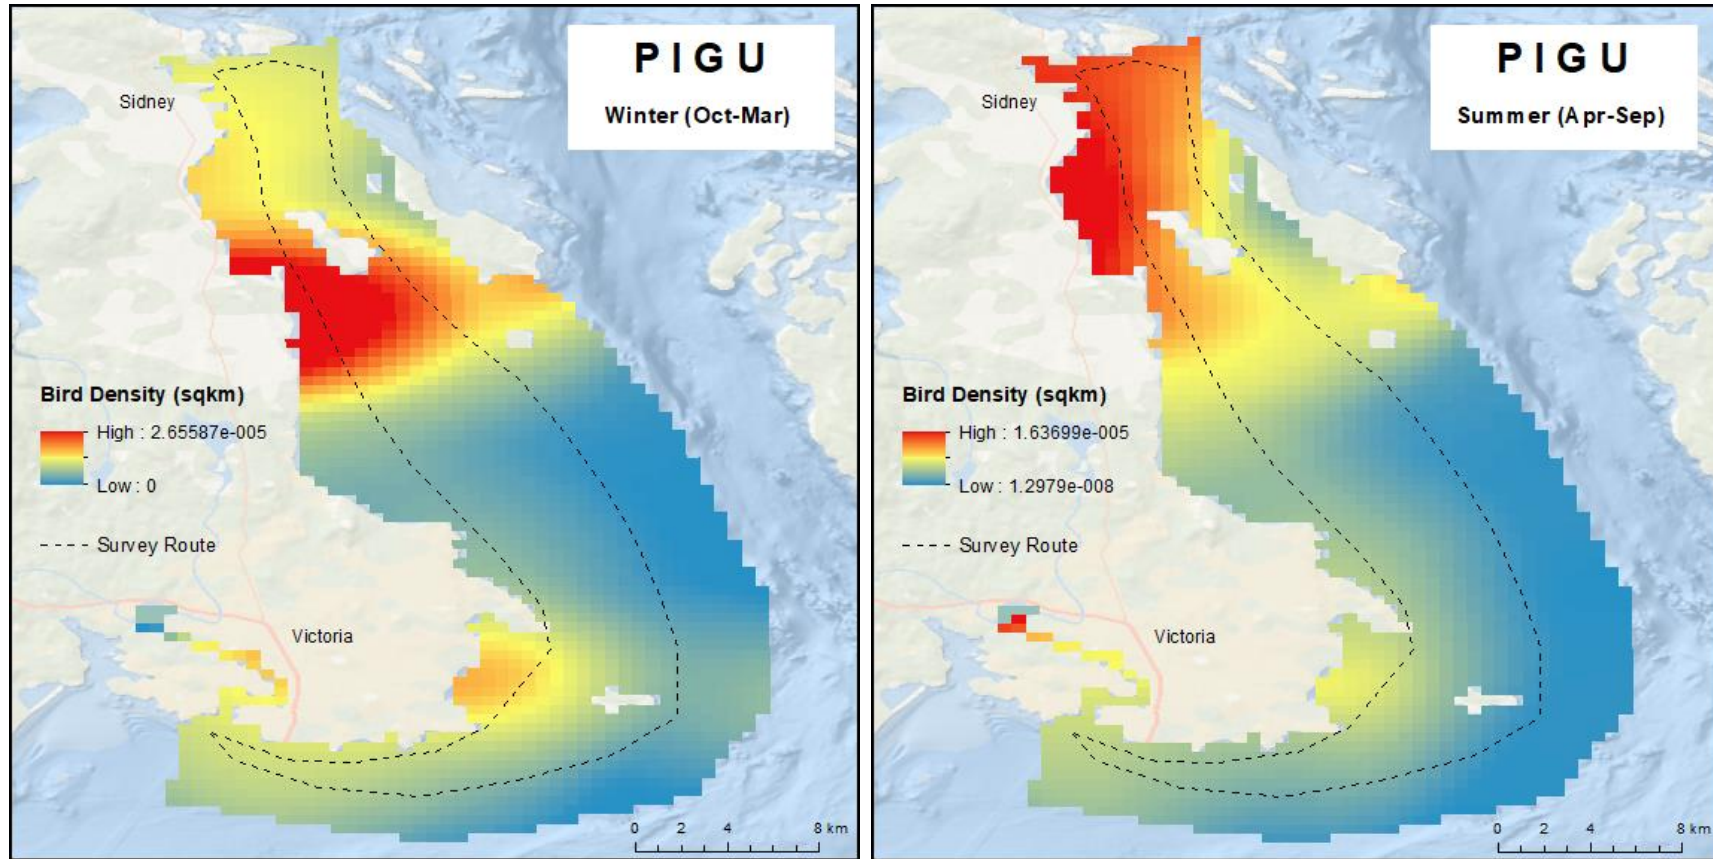 P I G U
Winter (Oct-Mar)
Sidney
Bird Density (sqkm)
High : 2.65587e-005
Low : 0
Survey Route
Victoria
0 2 4 8 km
P I G U
Summer (Apr-Sep)
Sidney
Bird Density (sqkm)
High : 1.63699e-005
Low : 1.2979e-008
Survey Route
Victoria
0 2 4 8 km